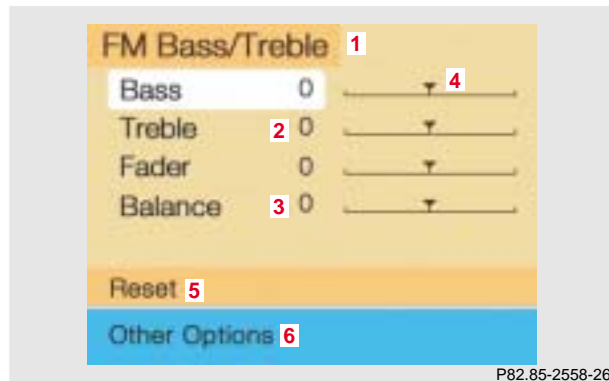 FM Bass/Treble 1
Bass 0 4
Treble 2 0
Fader 0
Balance 3 0
Reset 5
Other Options 6
P82.85-2558-26